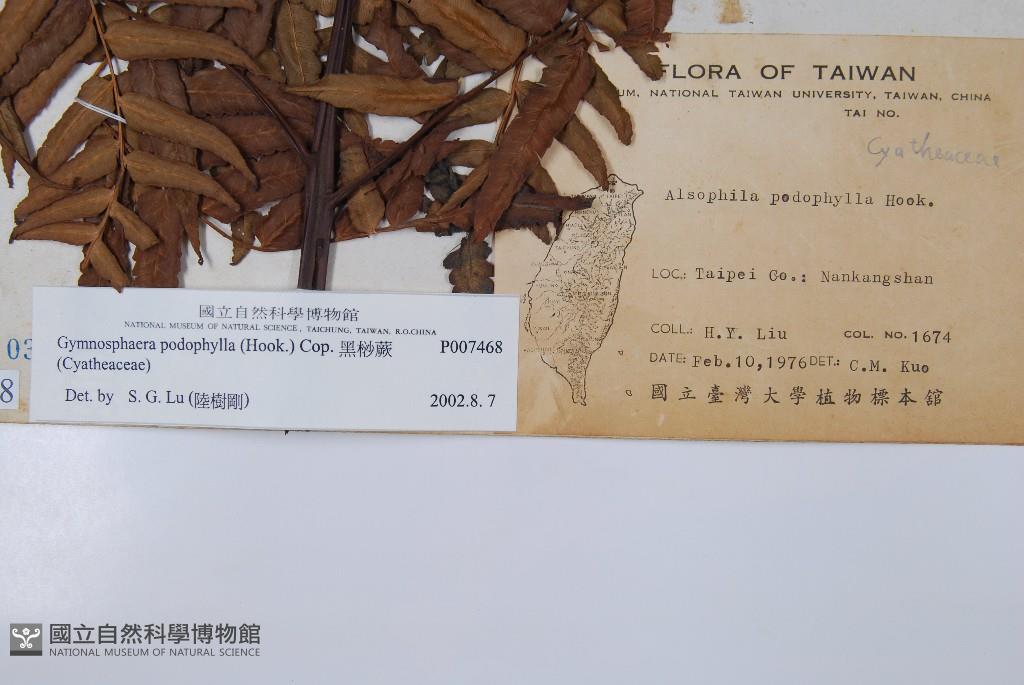 FLORA OF TAIWAN
UM, NATIONAL TAIWAN UNIVERSITY, TAIWAN, CHINA
TAI NO.
Cyatheaceae
Alsophila podophylla Hook.
LOC.: Taipei Co.: Nankangshan
COLL.: H.Y. Liu COL. NO. 1674
DATE: Feb.10,1976 DET.: C.M. Kuo
國立臺灣大學植物標本館
國立自然科學博物館
NATIONAL MUSEUM OF NATURAL SCIENCE, TAICHUNG, TAIWAN, R.O.CHINA
Gymnosphaera podophylla (Hook.) Cop. 黑桫蕨 P007468
(Cyatheaceae)
Det. by S. G. Lu (陸樹剛) 2002.8. 7
03
8
國立自然科學博物館
NATIONAL MUSEUM OF NATURAL SCIENCE